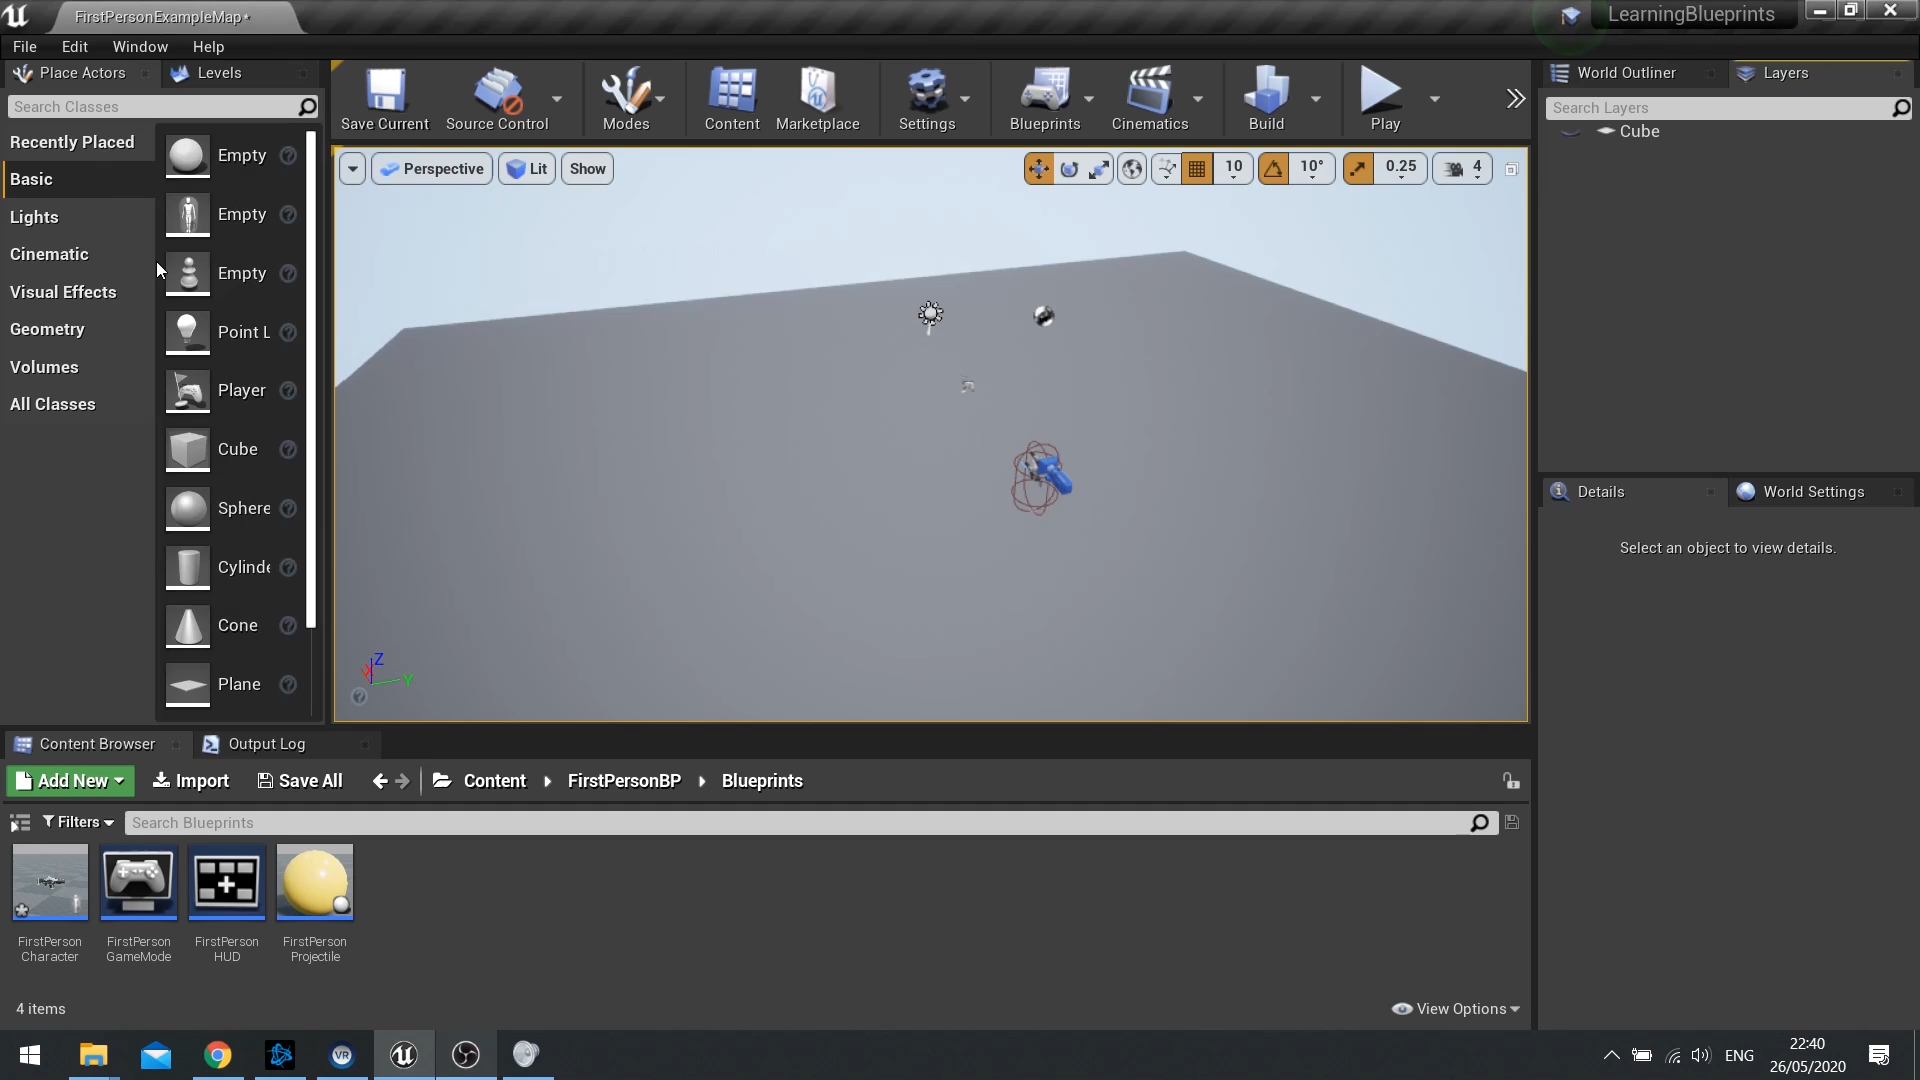 FirstPersonExampleMap*
LearningBlueprints
File Edit Window Help
Place Actors
Levels
Search Classes
Recently Placed
Basic
Lights
Cinematic
Visual Effects
Geometry
Volumes
All Classes
Empty
Empty
Empty
Point L
Player
Cube
Sphere
Cylinde
Cone
Plane
Save Current
Source Control
Modes
Content
Marketplace
Settings
Blueprints
Cinematics
Build
Play
Perspective
Lit
Show
10
10°
0.25
4
X
Z
Y
World Outliner
Layers
Search Layers
Cube
Details
World Settings
Select an object to view details.
Content Browser
Output Log
Add New
Import
Save All
Content
FirstPersonBP
Blueprints
Filters
Search Blueprints
FirstPerson
Character
FirstPerson
GameMode
FirstPerson
HUD
FirstPerson
Projectile
4 items
View Options
VR
ENG
22:40
26/05/2020